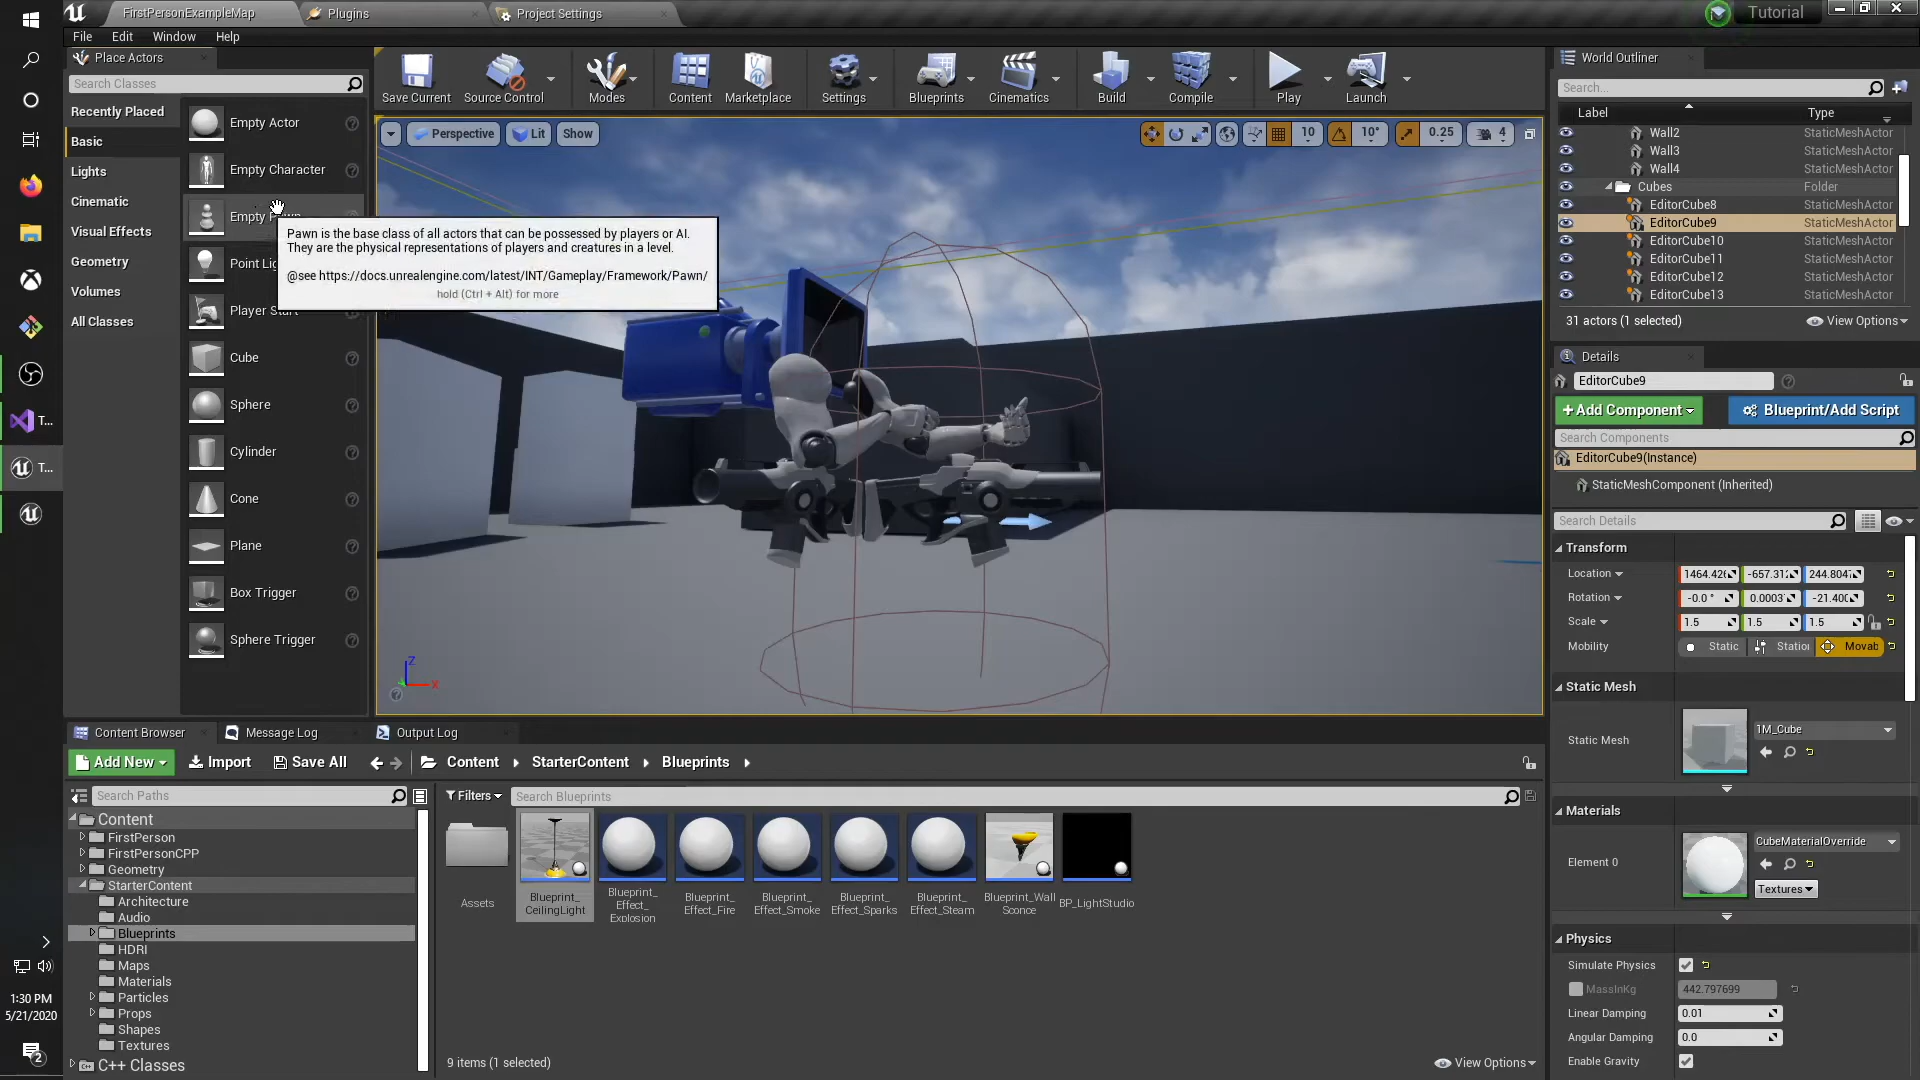 FirstPersonExampleMap
Plugins
Project Settings
Tutorial
File
Edit
Window
Help
Place Actors
Search Classes
Recently Placed
Basic
Lights
Cinematic
Visual Effects
Geometry
Volumes
All Classes
Empty Actor
Empty Character
Empty
Pawn is the base class of all actors that can be possessed by players or AI.
They are the physical representations of players and creatures in a level.
@see https://docs.unrealengine.com/latest/INT/Gameplay/Framework/Pawn/
hold (Ctrl + Alt) for more
Point Lig
Player Start
Cube
Sphere
Cylinder
Cone
Plane
Box Trigger
Sphere Trigger
Save Current
Source Control
Modes
Content
Marketplace
Settings
Blueprints
Cinematics
Build
Compile
Play
Launch
Perspective
Lit
Show
10
10°
0.25
4
Z
X
World Outliner
Search...
Label
Type
Wall2 StaticMeshActor
Wall3 StaticMeshActor
Wall4 StaticMeshActor
Cubes Folder
EditorCube8 StaticMeshActor
EditorCube9 StaticMeshActor
EditorCube10 StaticMeshActor
EditorCube11 StaticMeshActor
EditorCube12 StaticMeshActor
EditorCube13 StaticMeshActor
31 actors (1 selected)
View Options
Details
EditorCube9
+Add Component
Blueprint/Add Script
Search Components
EditorCube9(Instance)
StaticMeshComponent (Inherited)
Search Details
Transform
Location 1464.426 -657.312 244.804
Rotation -0.0 ° 0.0003 -21.400
Scale 1.5 1.5 1.5
Mobility Static Station Movab
Static Mesh
Static Mesh
1M_Cube
Materials
Element 0
CubeMaterialOverride
Textures
Physics
Simulate Physics
MassInKg 442.797699
Linear Damping 0.01
Angular Damping 0.0
Enable Gravity
Content Browser
Message Log
Output Log
Add New
Import
Save All
Content
StarterContent
Blueprints
Search Paths
Filters
Search Blueprints
Content
FirstPerson
FirstPersonCPP
Geometry
StarterContent
Architecture
Audio
Blueprints
HDRI
Maps
Materials
Particles
Props
Shapes
Textures
C++ Classes
Assets
Blueprint_
CeilingLight
Blueprint_
Effect_
Explosion
Blueprint_
Effect_Fire
Blueprint_
Effect_Smoke
Blueprint_
Effect_Sparks
Blueprint_
Effect_Steam
Blueprint_Wall
Sconce
BP_LightStudio
9 items (1 selected)
View Options
T...
T...
1:30 PM
5/21/2020
2